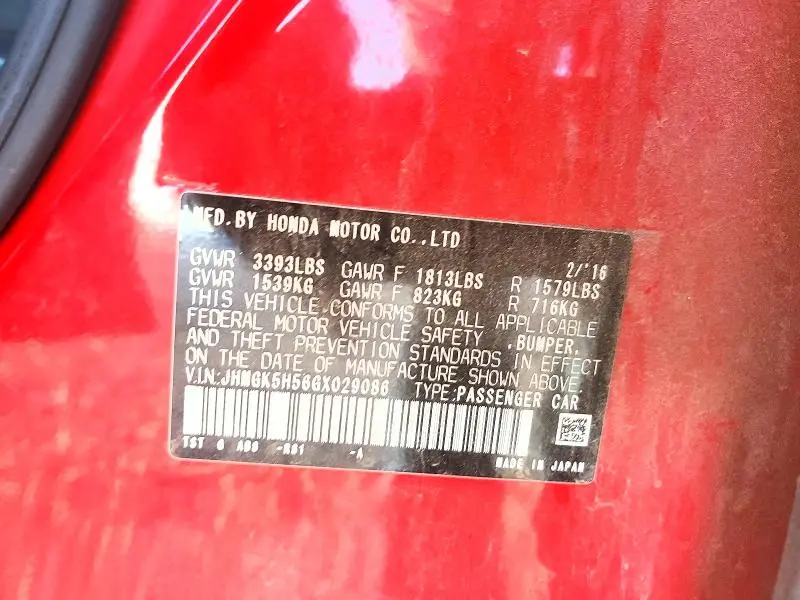 MFD.BY HONDA MOTOR CO.,LTD 2/'16
GVWR 3393LBS GAWR F 1813LBS R 1579LBS
GVWR 1539KG GAWR F 823KG R 716KG
THIS VEHICLE CONFORMS TO ALL APPLICABLE
FEDERAL MOTOR VEHICLE SAFETY ,BUMPER,
AND THEFT PREVENTION STANDARDS IN EFFECT
ON THE DATE OF MANUFACTURE SHOWN ABOVE.
V.I.N:JHMGK5H56GX029086 TYPE:PASSENGER CAR
-A
MADE IN JAPAN